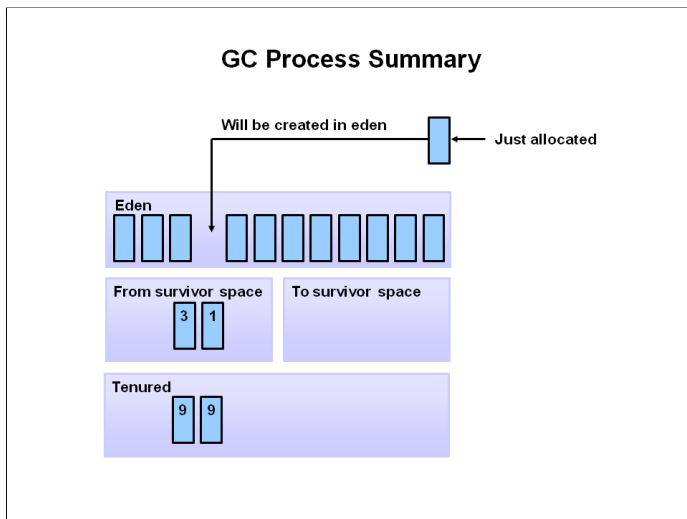 GC Process Summary
Will be created in eden
Just allocated
Eden
From survivor space
To survivor space
3 1
Tenured
9 9